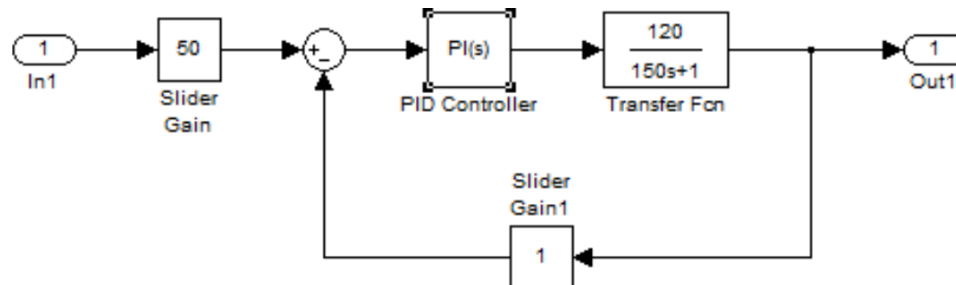 1
In1
50
Slider
Gain
+
−
PI(s)
PID Controller
120
150s+1
Transfer Fcn
1
Out1
Slider
Gain1
1